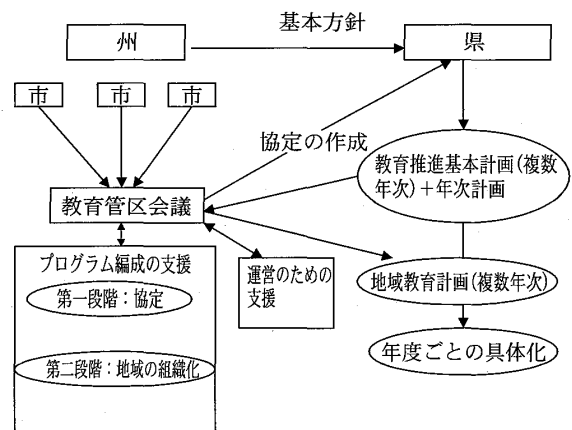 基本方針
州
県
市
市
市
協定の作成
教育推進基本計画(複数
年次)+年次計画
教育管区会議
プログラム編成の支援
第一段階:協定
第二段階:地域の組織化
運営のための
支援
地域教育計画(複数年次)
年度ごとの具体化